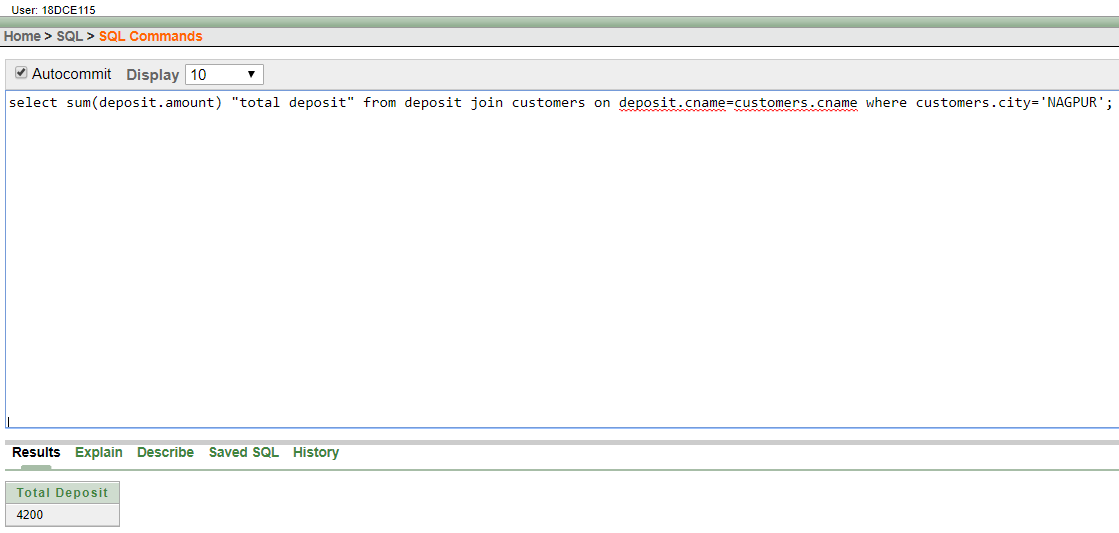 User: 18DCE115
Home > SQL > SQL Commands
Autocommit Display 10
select sum(deposit.amount) "total deposit" from deposit join customers on deposit.cname=customers.cname where customers.city='NAGPUR';
Results Explain Describe Saved SQL History
Total Deposit
4200